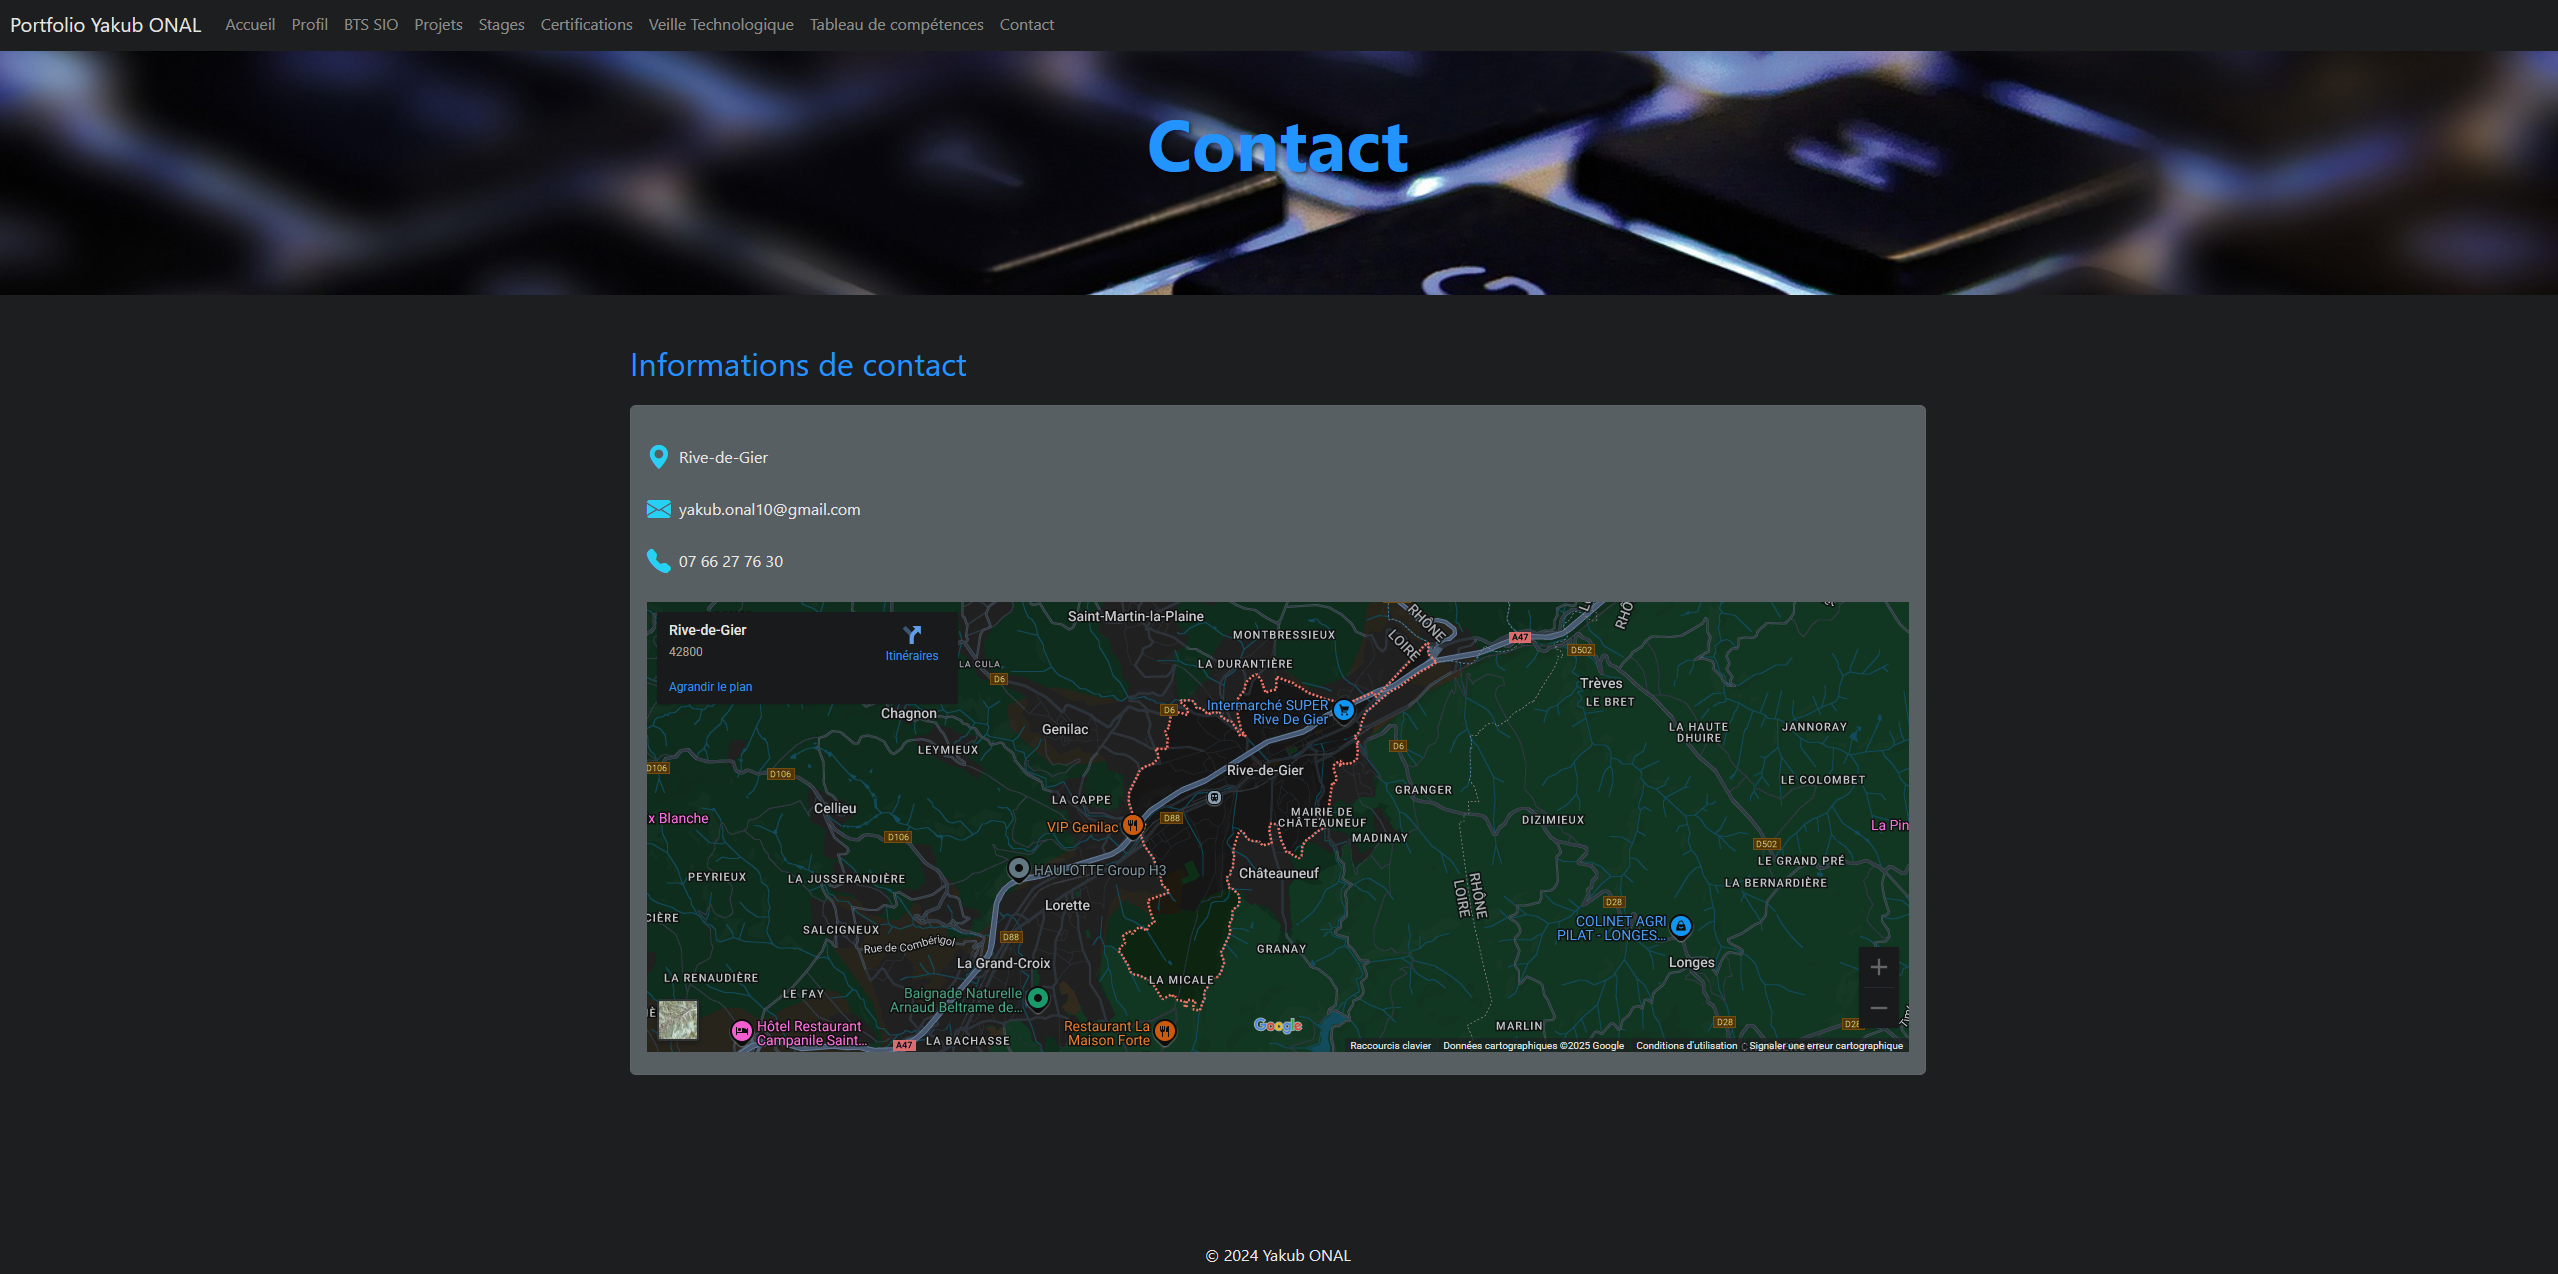 Portfolio Yakub ONAL Accueil Profil BTS SIO Projets Stages Certifications Veille Technologique Tableau de compétences Contact
Contact
Informations de contact
Rive-de-Gier
yakub.onal10@gmail.com
07 66 27 76 30
Rive-de-Gier
42800
Itinéraires
Agrandir le plan
Saint-Martin-la-Plaine
MONTBRESSIEUX
RHÔNE
LOIRE
A47
D502
LA CULA
LA DURANTIÈRE
D6
Trèves
LE BRET
Chagnon
D6
Intermarché SUPER
Rive De Gier
Genilac
LA HAUTE
DHUIRE
JANNORAY
LEYMIEUX
D6
D106
D106
Rive-de-Gier
LE COLOMBET
GRANGER
LA CAPPE
Cellieu
MAIRIE DE
CHÂTEAUNEUF
x Blanche
VIP Genilac
D88
DIZIMIEUX
La Pin
D106
MADINAY
D502
LE GRAND PRÉ
HAULOTTE Group H3
Châteauneuf
PEYRIEUX
LA JUSSERANDIÈRE
LA BERNARDIÈRE
RHÔNE
LOIRE
Lorette
D28
CIÈRE
COLINET AGRI
PILAT - LONGES...
SALCIGNEUX
Rue de Combérigol
D88
GRANAY
La Grand-Croix
Longes
LA RENAUDIÈRE
LA MICALE
LE FAY
Baignade Naturelle
Arnaud Beltrame de...
Hôtel Restaurant
Campanile Saint...
Restaurant La
Maison Forte
Google
MARLIN
D28
D28
A47
LA BACHASSE
Raccourcis clavier Données cartographiques ©2025 Google Conditions d'utilisation Signaler une erreur cartographique
© 2024 Yakub ONAL